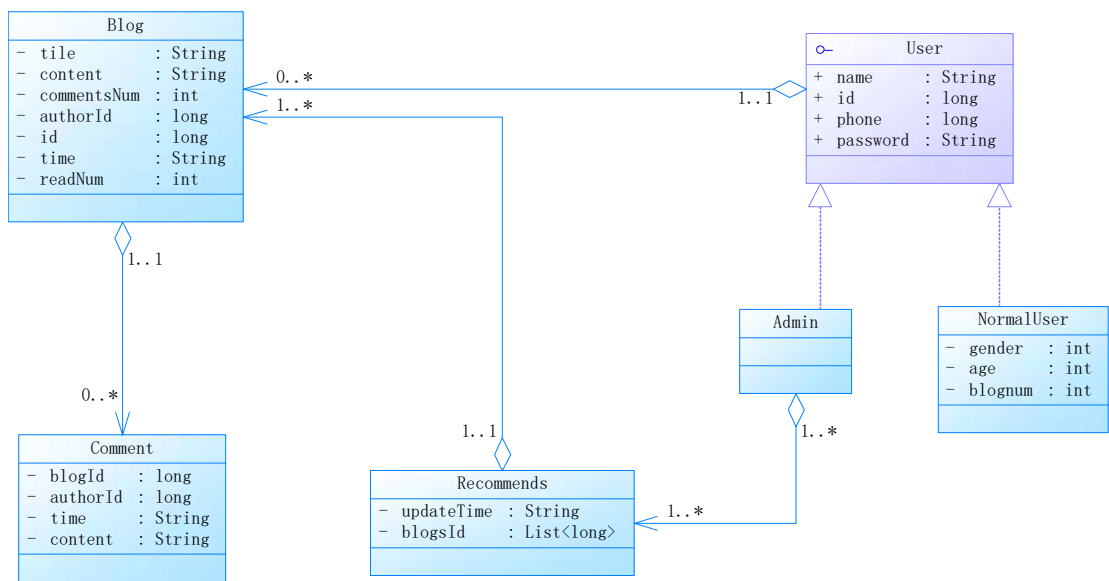 Blog
- tile : String
- content : String
- commentsNum : int
- authorId : long
- id : long
- time : String
- readNum : int
0..*
1..*
1..1
User
+ name : String
+ id : long
+ phone : long
+ password : String
1..1
0..*
Comment
- blogId : long
- authorId : long
- time : String
- content : String
1..1
Recommends
- updateTime : String
- blogsId : List<long>
Admin
1..*
1..*
NormalUser
- gender : int
- age : int
- blognum : int